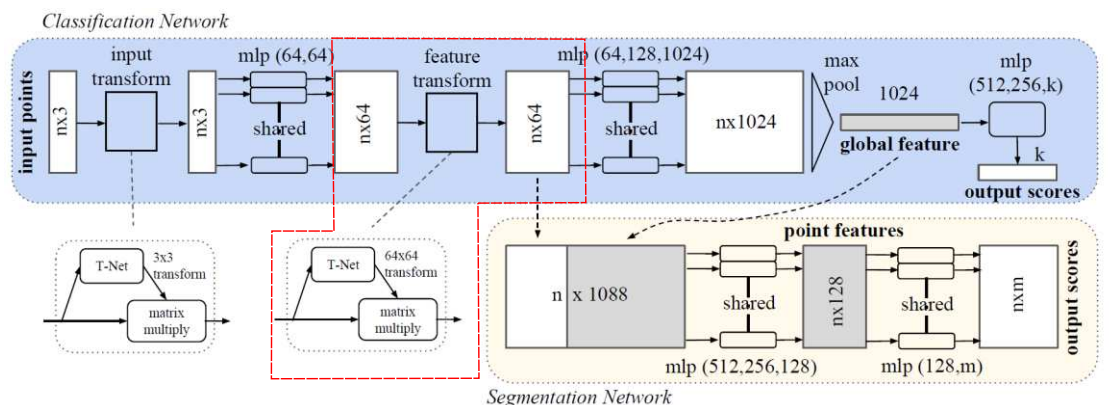 Classification Network
input points
nx3
input
transform
nx3
mlp (64,64)
shared
nx64
feature
transform
nx64
mlp (64,128,1024)
shared
nx1024
max
pool
1024
global feature
mlp
(512,256,k)
k
output scores
T-Net
3x3
transform
matrix
multiply
T-Net
64x64
transform
matrix
multiply
point features
n x 1088
shared
mlp (512,256,128)
nx128
shared
mlp (128,m)
nxm
output scores
Segmentation Network